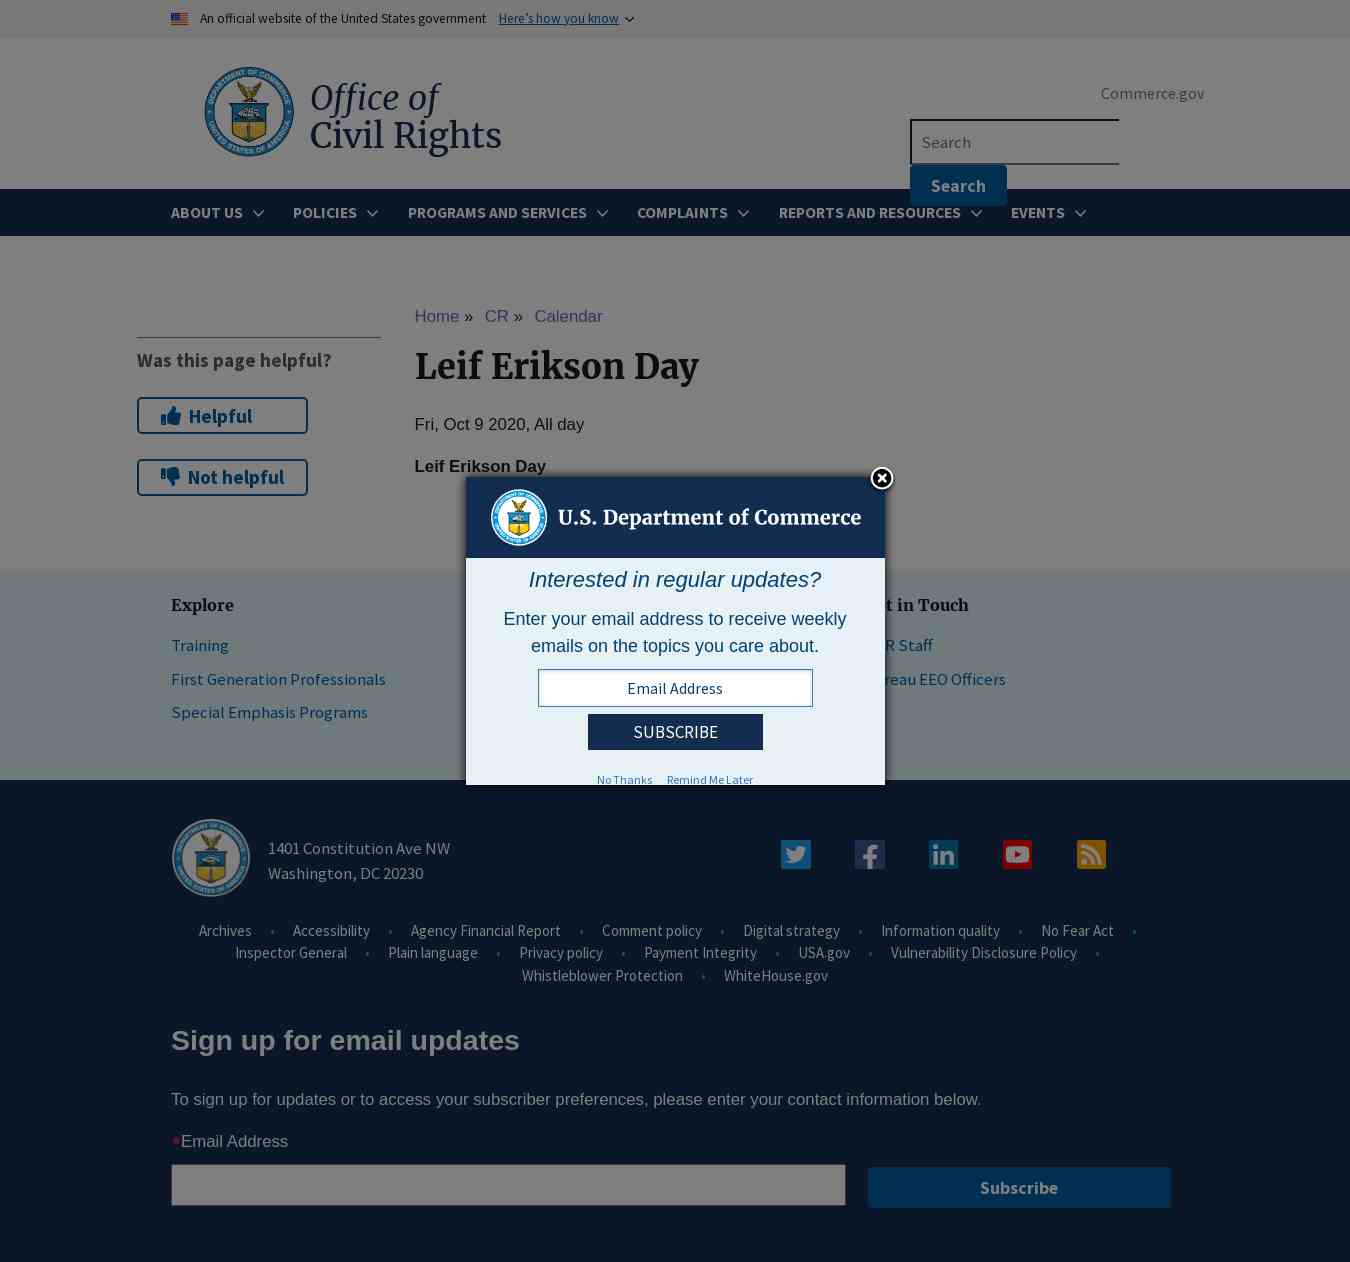 An official website of the United States government Here's how you know
Office of
Civil Rights
Commerce.gov
Search
Search
ABOUT US POLICIES PROGRAMS AND SERVICES COMPLAINTS REPORTS AND RESOURCES EVENTS
Home » CR » Calendar
Was this page helpful?
Helpful
Not helpful
Leif Erikson Day
Fri, Oct 9 2020, All day
Leif Erikson Day
U.S. Department of Commerce
Interested in regular updates?
Enter your email address to receive weekly
emails on the topics you care about.
Email Address
SUBSCRIBE
No Thanks Remind Me Later
Explore
Training
First Generation Professionals
Special Emphasis Programs
t in Touch
R Staff
reau EEO Officers
1401 Constitution Ave NW
Washington, DC 20230
Archives Accessibility Agency Financial Report Comment policy Digital strategy Information quality No Fear Act
Inspector General Plain language Privacy policy Payment Integrity USA.gov Vulnerability Disclosure Policy
Whistleblower Protection WhiteHouse.gov
Sign up for email updates
To sign up for updates or to access your subscriber preferences, please enter your contact information below.
*Email Address
Subscribe